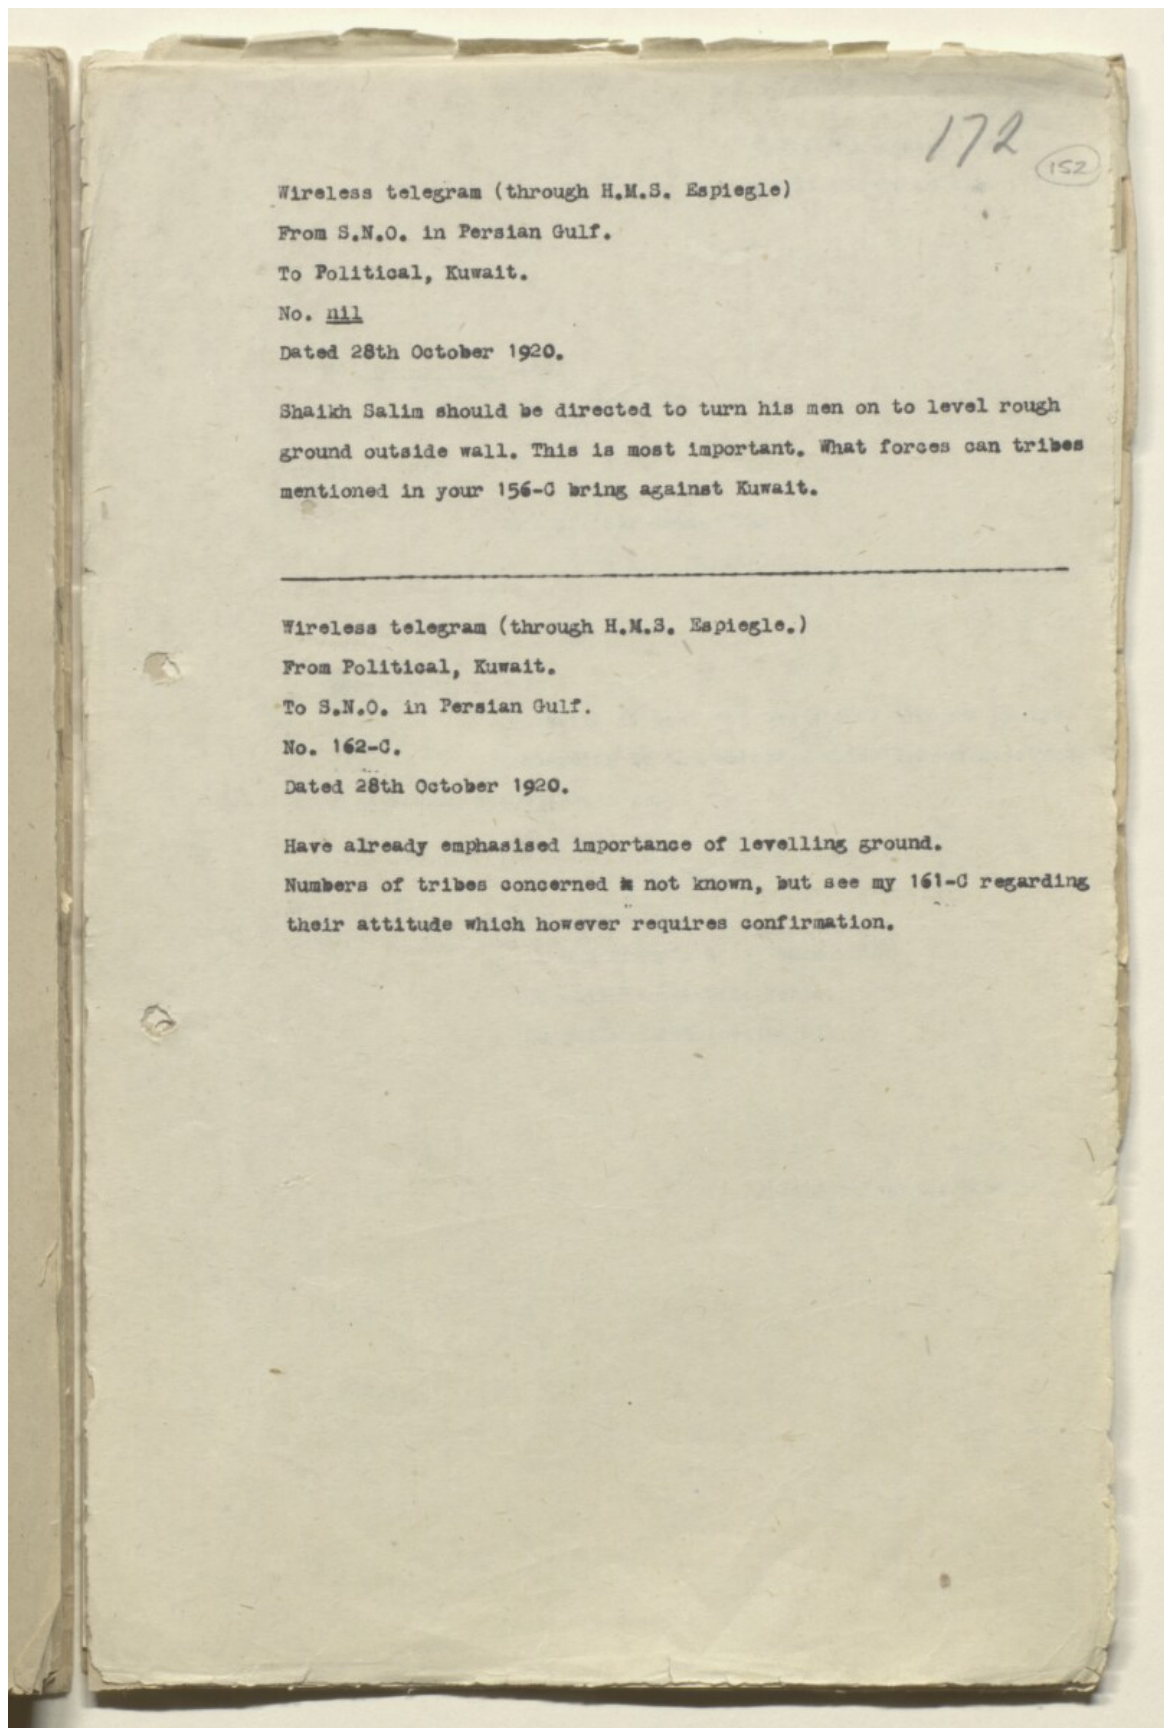 172
152
Wireless telegram (through H.M.S. Espiegle)
From S.N.O. in Persian Gulf.
To Political, Kuwait.
No. nil
Dated 28th October 1920.
Shaikh Salim should be directed to turn his men on to level rough
ground outside wall. This is most important. What forces can tribes
mentioned in your 156-C bring against Kuwait.
Wireless telegram (through H.M.S. Espiegle.)
From Political, Kuwait.
To S.N.O. in Persian Gulf.
No. 162-C.
Dated 28th October 1920.
Have already emphasised importance of levelling ground.
Numbers of tribes concerned not known, but see my 161-C regarding
their attitude which however requires confirmation.